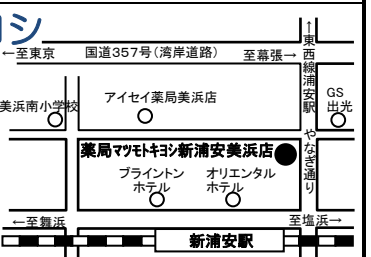 ヨシ
←至東京
国道357号(湾岸道路)
至幕張→
↑東西線浦安駅
GS
出光
美浜南小学校
アイセイ薬局美浜店
やなぎ通り
薬局マツモトキヨシ新浦安美浜店
ブライントン
ホテル
オリエンタル
ホテル
←至舞浜
至塩浜→
新浦安駅